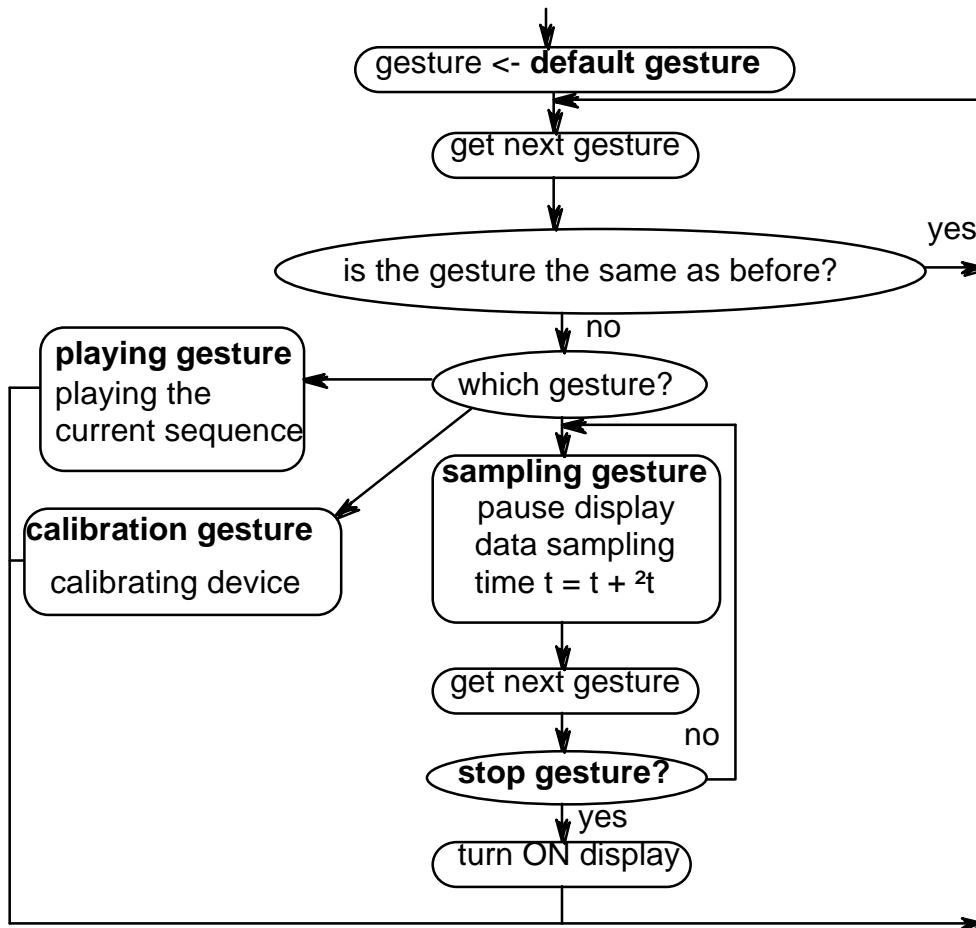 gesture <- default gesture
get next gesture
yes
is the gesture the same as before?
no
playing gesture
playing the
current sequence
which gesture?
sampling gesture
pause display
data sampling
time t = t + ²t
calibration gesture
calibrating device
get next gesture
no
stop gesture?
yes
turn ON display